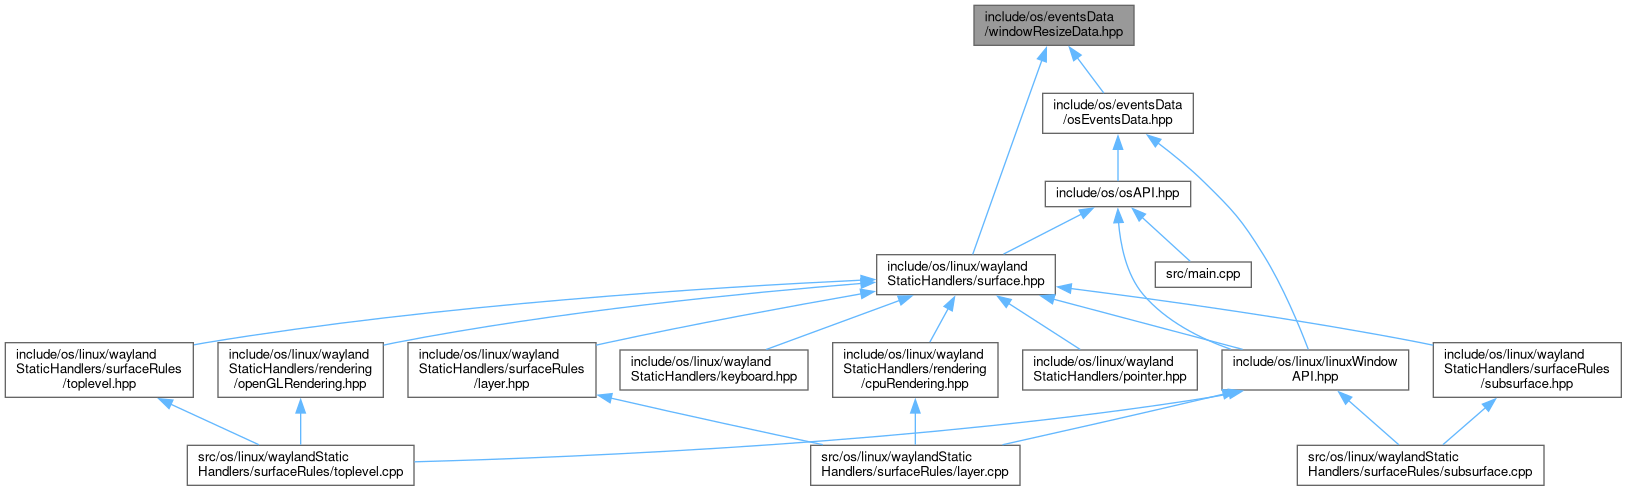 include/os/eventsData
/windowResizeData.hpp
include/os/eventsData
/osEventsData.hpp
include/os/osAPI.hpp
include/os/linux/wayland
StaticHandlers/surface.hpp
src/main.cpp
include/os/linux/wayland
StaticHandlers/surfaceRules
/toplevel.hpp
include/os/linux/wayland
StaticHandlers/rendering
/openGLRendering.hpp
include/os/linux/wayland
StaticHandlers/surfaceRules
/layer.hpp
include/os/linux/wayland
StaticHandlers/keyboard.hpp
include/os/linux/wayland
StaticHandlers/rendering
/cpuRendering.hpp
include/os/linux/wayland
StaticHandlers/pointer.hpp
include/os/linux/linuxWindow
API.hpp
include/os/linux/wayland
StaticHandlers/surfaceRules
/subsurface.hpp
src/os/linux/waylandStatic
Handlers/surfaceRules/toplevel.cpp
src/os/linux/waylandStatic
Handlers/surfaceRules/layer.cpp
src/os/linux/waylandStatic
Handlers/surfaceRules/subsurface.cpp